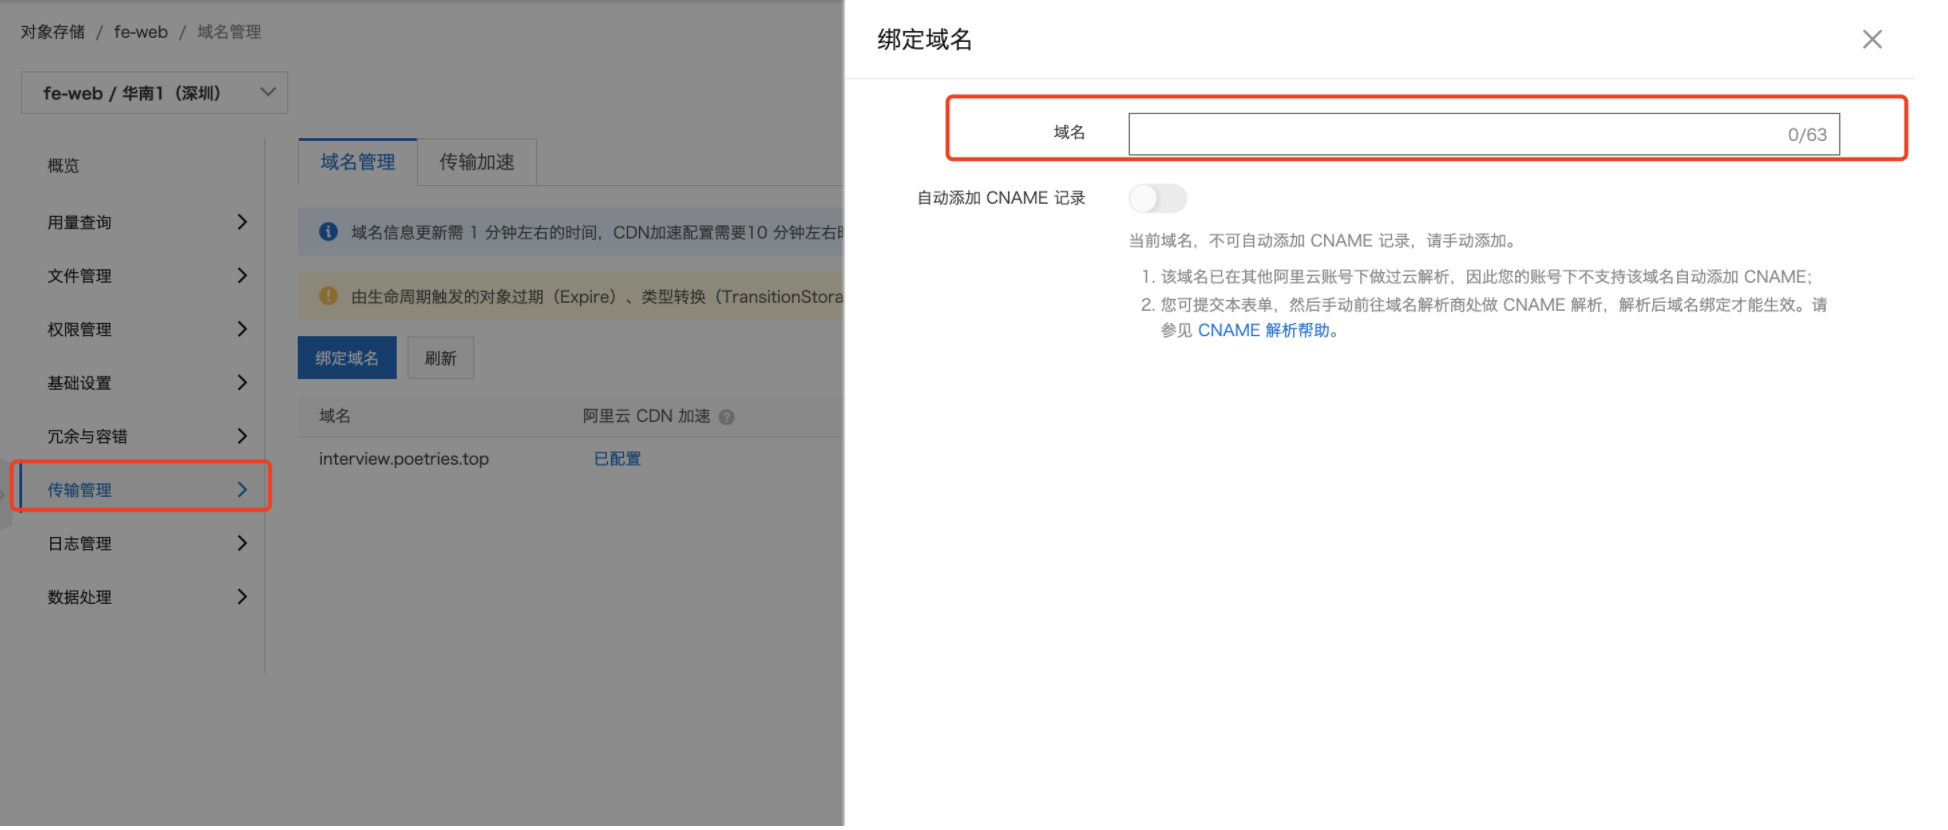 对象存储 / fe-web / 域名管理
fe-web / 华南1（深圳）
概览
用量查询
文件管理
权限管理
基础设置
冗余与容错
传输管理
日志管理
数据处理
域名管理
传输加速
域名信息更新需 1 分钟左右的时间，CDN加速配置需要10 分钟左右
由生命周期触发的对象过期（Expire）、类型转换（TransitionStora
绑定域名
刷新
域名 阿里云 CDN 加速
interview.poetries.top 已配置
绑定域名
域名 0/63
自动添加 CNAME 记录
当前域名，不可自动添加 CNAME 记录，请手动添加。
1. 该域名已在其他阿里云账号下做过云解析，因此您的账号下不支持该域名自动添加 CNAME；
2. 您可提交本表单，然后手动前往域名解析商处做 CNAME 解析，解析后域名绑定才能生效。请
参见 CNAME 解析帮助。